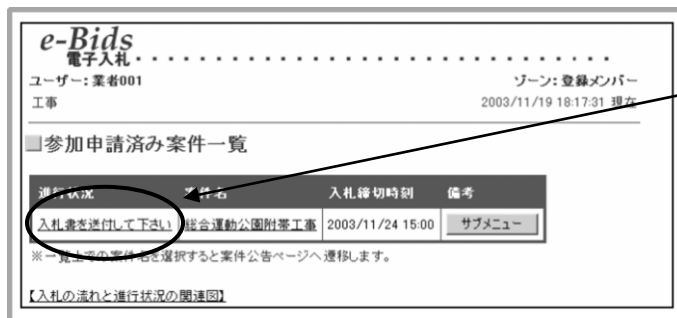 e-Bids
電子入札
ユーザー：業者001 ゾーン：登録メンバー
工事 2003/11/19 18:17:31 現在
参加申請済み案件一覧
進行状況 案件名 入札締切時刻 備考
入札書を送付して下さい 総合運動公園附帯工事 2003/11/24 15:00 サブメニュー
※一覧上での案件名を選択すると案件公告ページへ遷移します。
【入札の流れと進行状況の関連図】